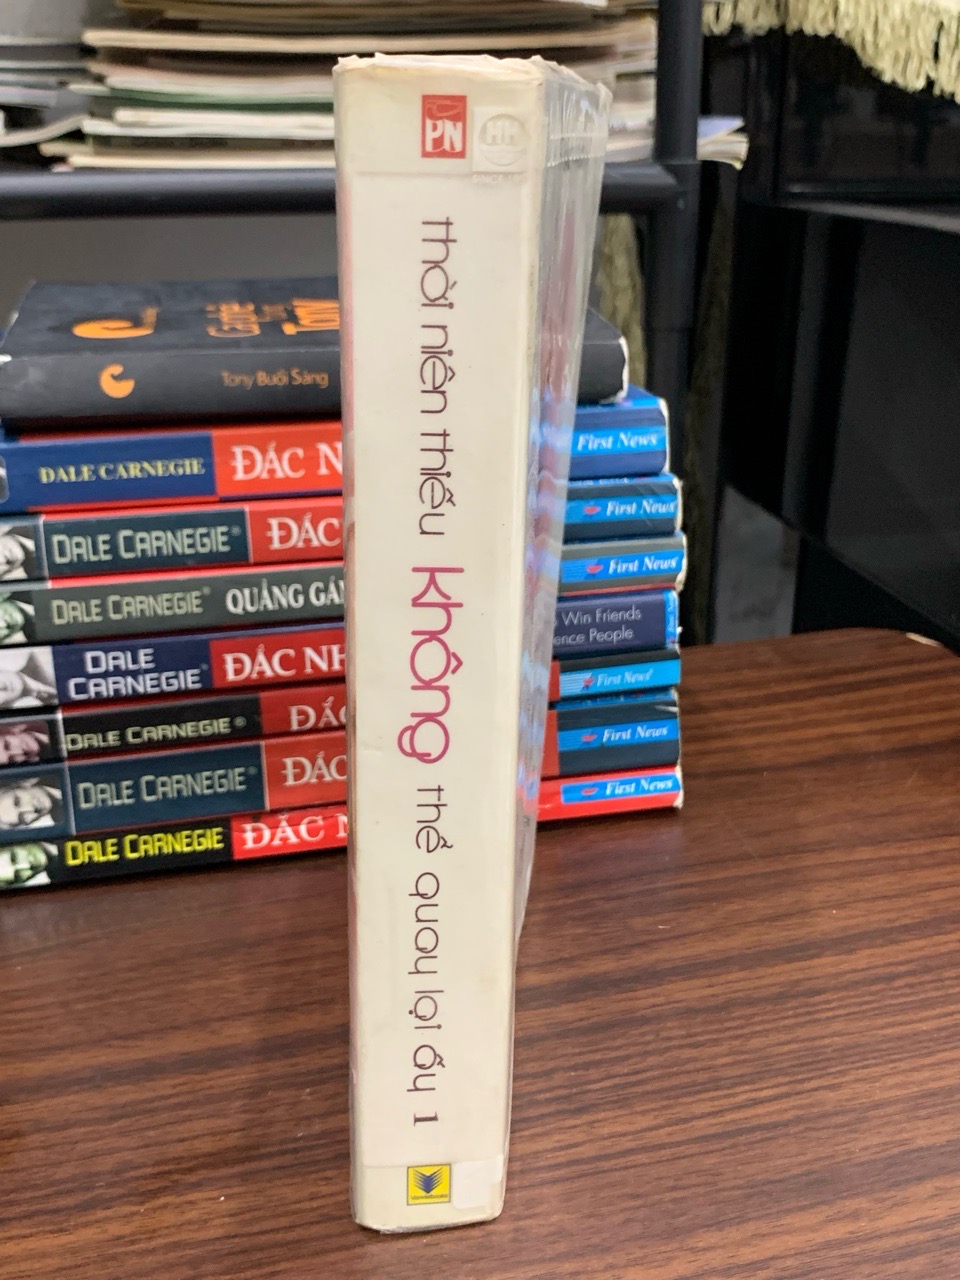 PN
HH
thời niên thiếu không thể quay lại ấy 1
Tony Buổi Sáng
DALE CARNEGIE ĐẮC N
First News
DALE CARNEGIE® ĐẮC
First News
DALE CARNEGIE® QUẢNG GÁN
First News
DALE CARNEGIE® ĐẮC NH
Win Friends
ence People
DALE CARNEGIE® ĐẮC
First News
DALE CARNEGIE® ĐẮC
First News
DALE CARNEGIE ĐẮC N
First News